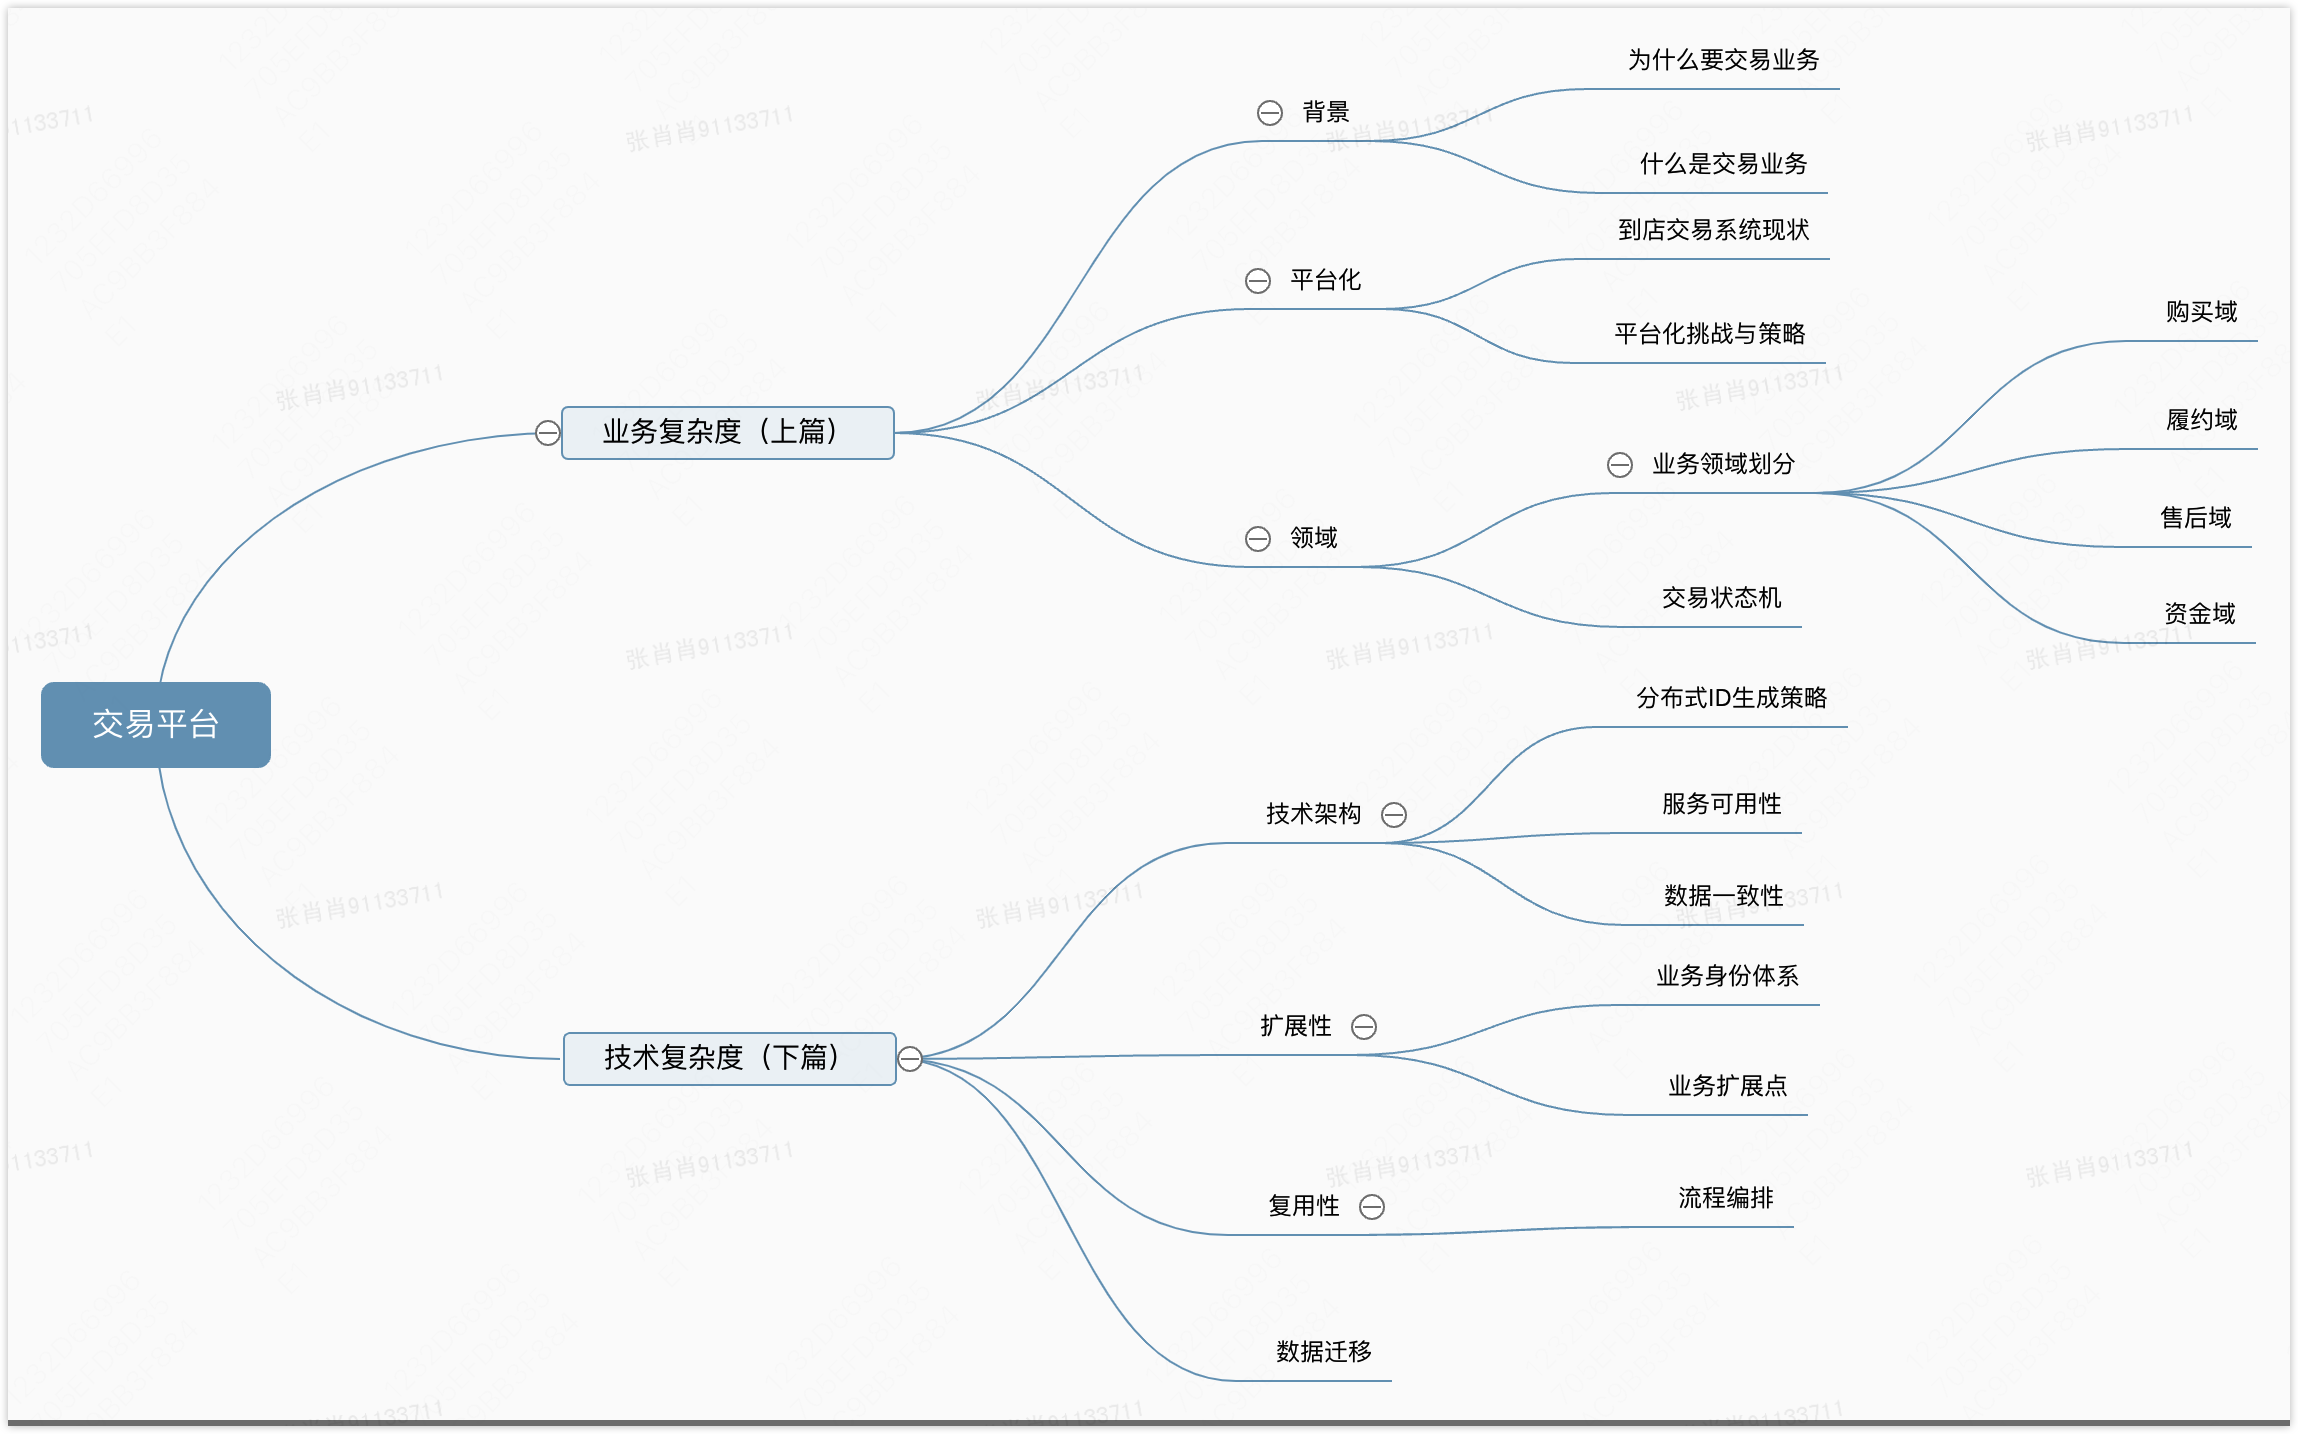 交易平台
业务复杂度（上篇）
背景
为什么要交易业务
什么是交易业务
平台化
到店交易系统现状
平台化挑战与策略
领域
业务领域划分
购买域
履约域
售后域
资金域
交易状态机
技术复杂度（下篇）
技术架构
分布式ID生成策略
服务可用性
数据一致性
扩展性
业务身份体系
业务扩展点
复用性
流程编排
数据迁移
张肖肖91133711